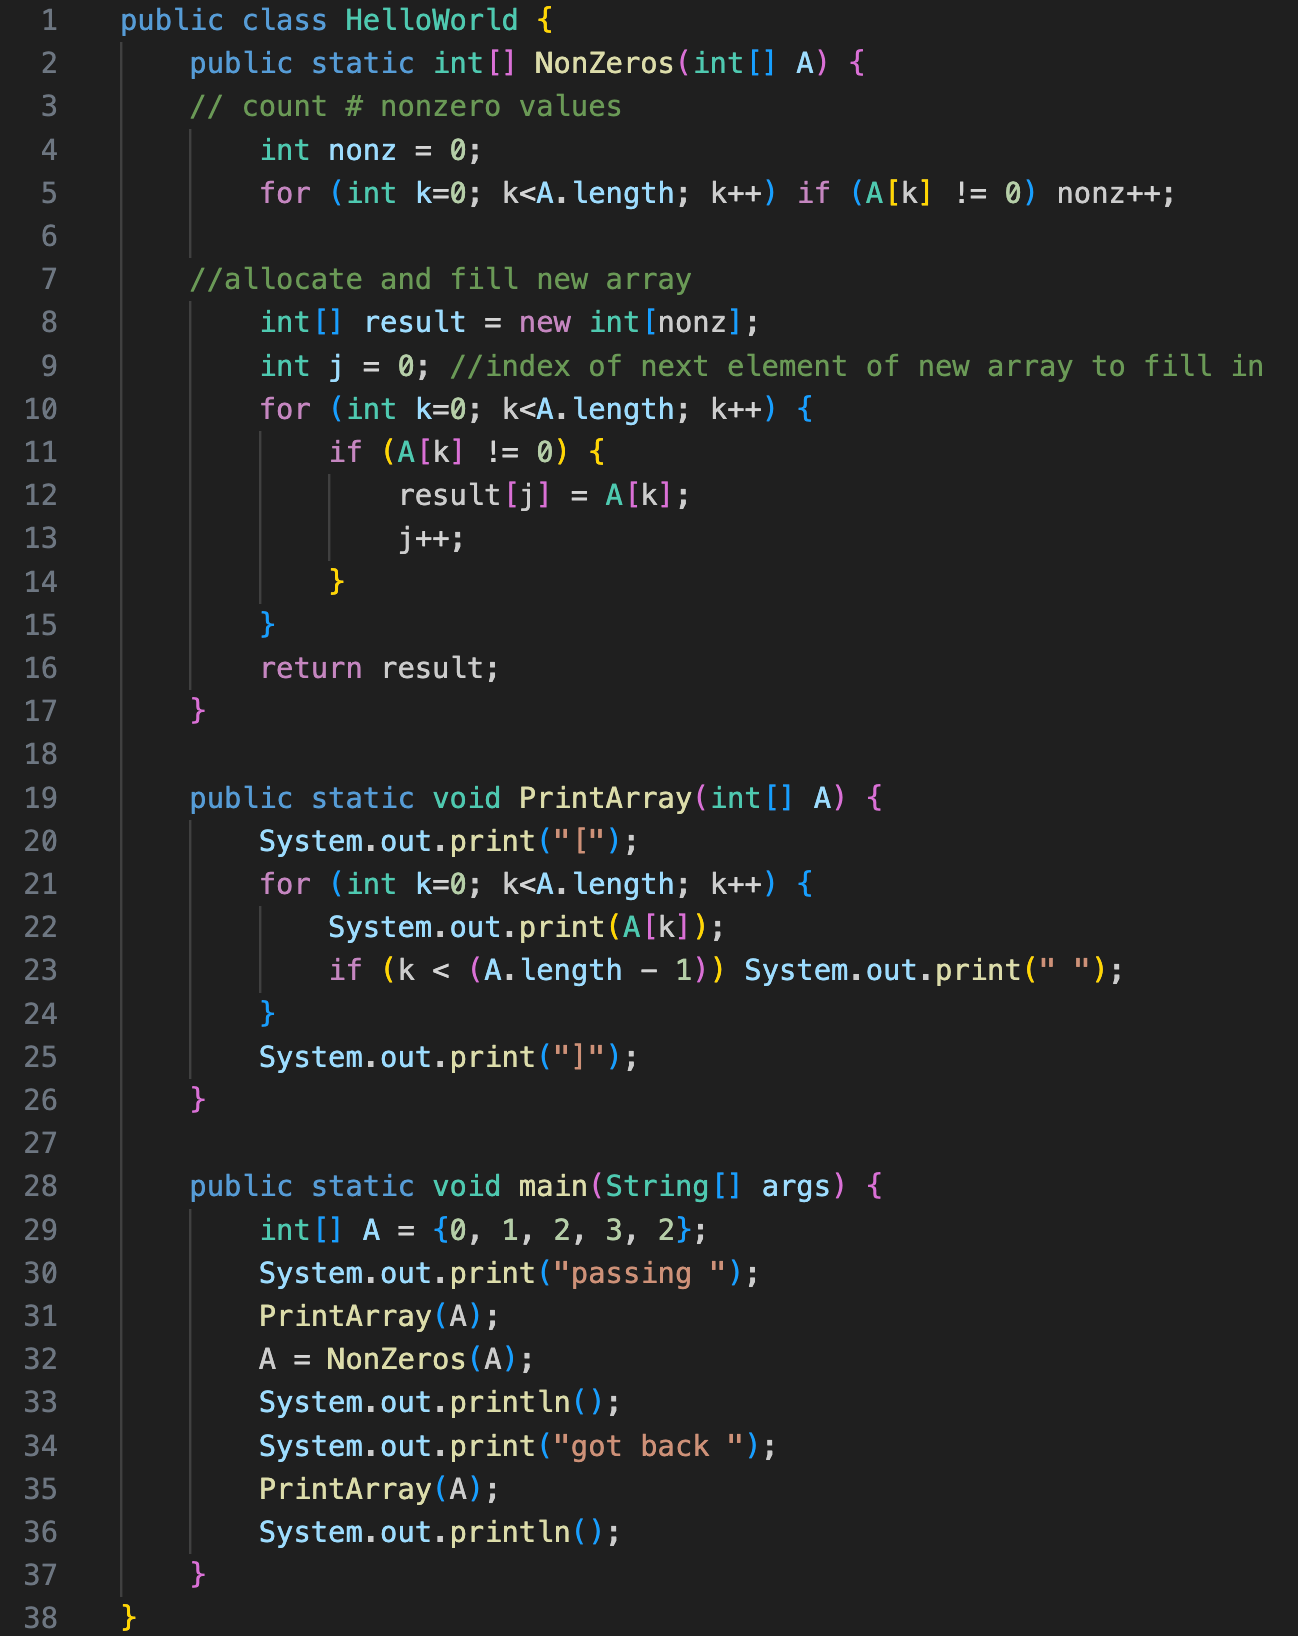 1 public class HelloWorld {
2 public static int[] NonZeros(int[] A) {
3 // count # nonzero values
4 int nonz = 0;
5 for (int k=0; k<A.length; k++) if (A[k] != 0) nonz++;
6
7 //allocate and fill new array
8 int[] result = new int[nonz];
9 int j = 0; //index of next element of new array to fill in
10 for (int k=0; k<A.length; k++) {
11 if (A[k] != 0) {
12 result[j] = A[k];
13 j++;
14 }
15 }
16 return result;
17 }
18
19 public static void PrintArray(int[] A) {
20 System.out.print("[");
21 for (int k=0; k<A.length; k++) {
22 System.out.print(A[k]);
23 if (k < (A.length - 1)) System.out.print(" ");
24 }
25 System.out.print("]");
26 }
27
28 public static void main(String[] args) {
29 int[] A = {0, 1, 2, 3, 2};
30 System.out.print("passing ");
31 PrintArray(A);
32 A = NonZeros(A);
33 System.out.println();
34 System.out.print("got back ");
35 PrintArray(A);
36 System.out.println();
37 }
38 }